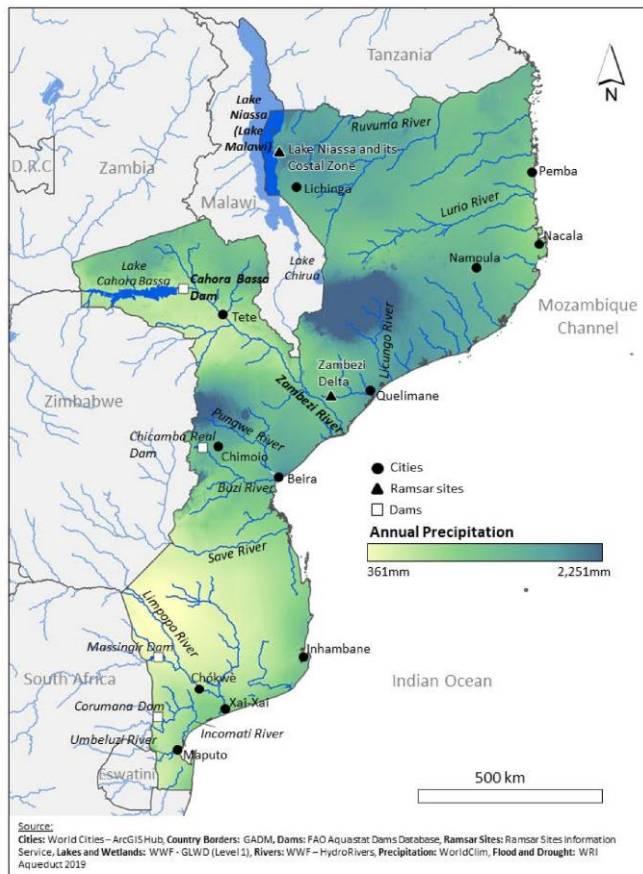 Tanzania
N
Lake
Niassa
(Lake
Malawi)
Ruvuma River
Lake Niassa and its
Costal Zone
D.R.C
Zambia
Pemba
Lichinga
Malawi
Lurio River
Nacala
Lake
Chirua
Nampula
Lake
Cahora Bassa
Cahora Bassa
Dam
Mozambique
Channel
Tete
Licungo River
Zambezi
Delta
Zimbabwe
Zambezi River
Quelimane
Pungwe River
Chicamba Real
Dam
Chimoio
Cities
Ramsar sites
Dams
Beira
Buzi River
Annual Precipitation
361mm
2,251mm
Save River
Limpopo River
Massingir Dam
Inhambane
South Africa
Chókwè
Indian Ocean
Corumana Dam
Xai-Xai
Umbeluzi River
Incomati River
Maputo
Eswatini
500 km
Source:
Cities: World Cities – ArcGIS Hub, Country Borders: GADM, Dams: FAO Aquastat Dams Database, Ramsar Sites: Ramsar Sites Information
Service, Lakes and Wetlands: WWF - GLWD (Level 1), Rivers: WWF – HydroRivers, Precipitation: WorldClim, Flood and Drought: WRI
Aqueduct 2019